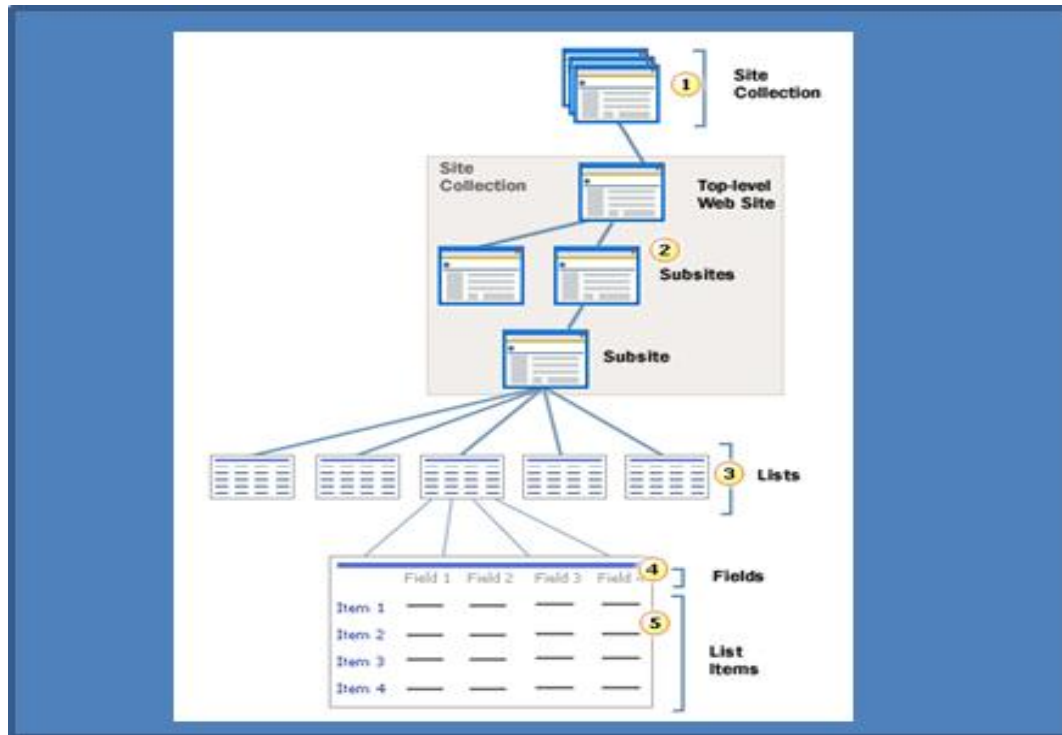 1
Site
Collection
Site
Collection
Top-level
Web Site
2
Subsites
Subsite
3
Lists
Field 1 Field 2 Field 3 Field 4
4
Fields
Item 1
5
Item 2
Item 3
Item 4
List
Items